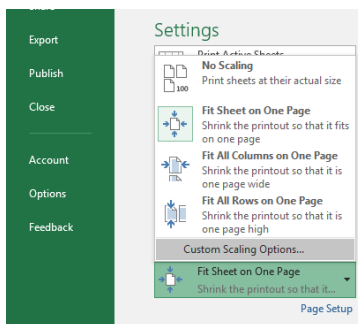 Settings
Export
Publish
Close
Account
Options
Feedback
Print Active Sheets
No Scaling
Print sheets at their actual size
100
Fit Sheet on One Page
Shrink the printout so that it fits
on one page
Fit All Columns on One Page
Shrink the printout so that it is
one page wide
Fit All Rows on One Page
Shrink the printout so that it is
one page high
Custom Scaling Options...
Fit Sheet on One Page
Shrink the printout so that it...
Page Setup